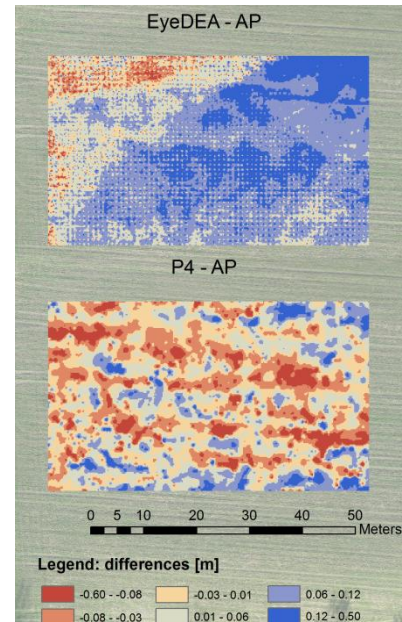 EyeDEA - AP
P4 - AP
0 5 10 20 30 40 50
Meters
Legend: differences [m]
-0.60 - -0.08 -0.03 - 0.01 0.06 - 0.12
-0.08 - -0.03 0.01 - 0.06 0.12 - 0.50